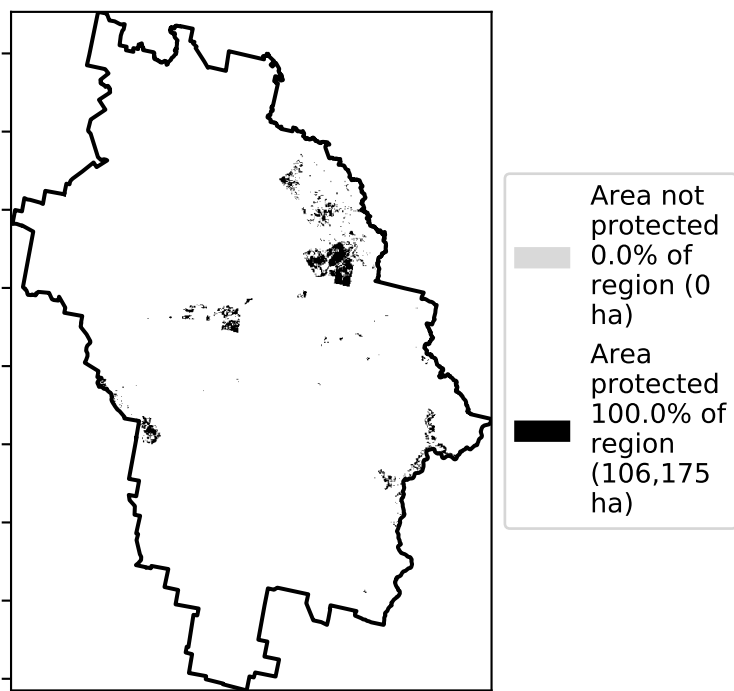 Area not
protected
0.0% of
region (0
ha)
Area
protected
100.0% of
region
(106,175
ha)